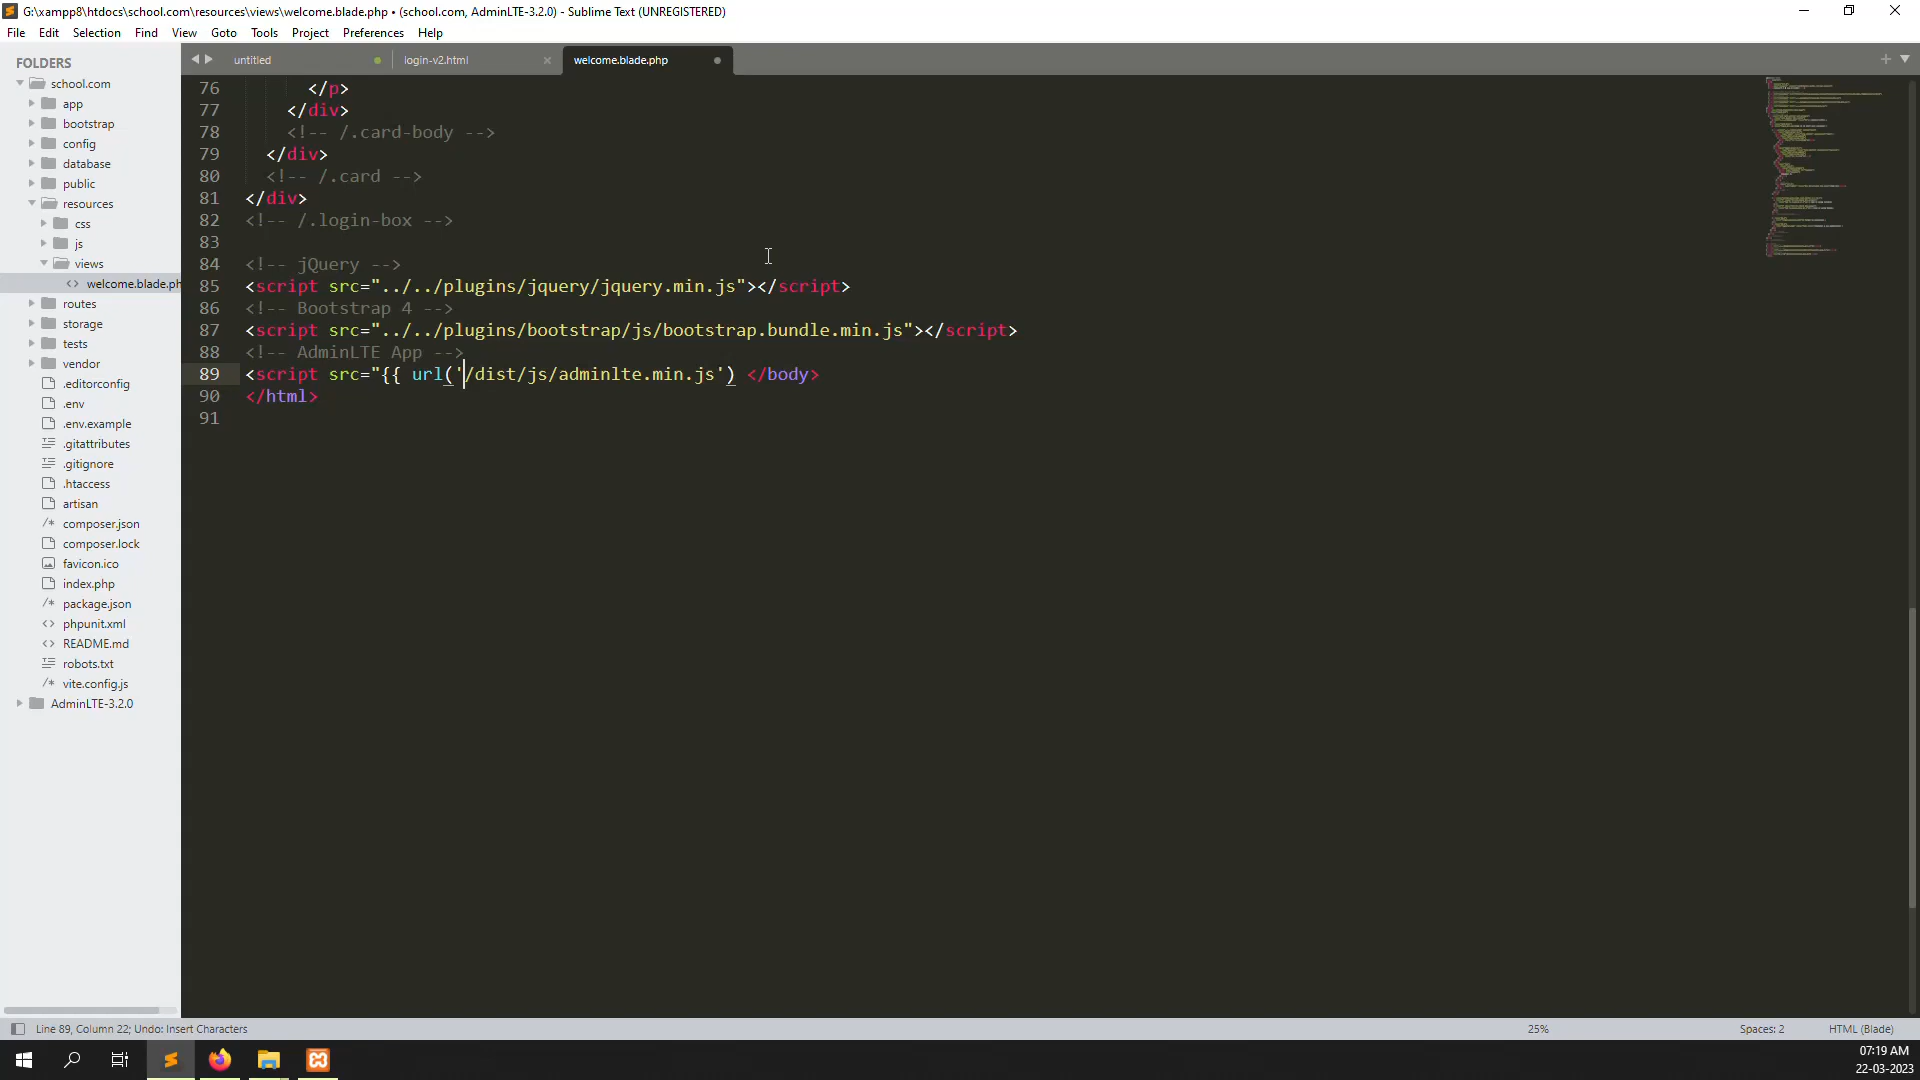 G:\xampp8\htdocs\school.com\resources\views\welcome.blade.php • (school.com, AdminLTE-3.2.0) - Sublime Text (UNREGISTERED)
File Edit Selection Find View Goto Tools Project Preferences Help
FOLDERS
school.com
app
bootstrap
config
database
public
resources
css
js
views
<> welcome.blade.ph
routes
storage
tests
vendor
.editorconfig
.env
.env.example
.gitattributes
.gitignore
.htaccess
artisan
/* composer.json
composer.lock
favicon.ico
index.php
/* package.json
<> phpunit.xml
<> README.md
robots.txt
/* vite.config.js
AdminLTE-3.2.0
untitled login-v2.html welcome.blade.php
76 </p>
77 </div>
78 <!-- /.card-body -->
79 </div>
80 <!-- /.card -->
81 </div>
82 <!-- /.login-box -->
83
84 <!-- jQuery -->
85 <script src="../../plugins/jquery/jquery.min.js"></script>
86 <!-- Bootstrap 4 -->
87 <script src="../../plugins/bootstrap/js/bootstrap.bundle.min.js"></script>
88 <!-- AdminLTE App -->
89 <script src="{{ url('/dist/js/adminlte.min.js') </body>
90 </html>
91
Line 89, Column 22; Undo: Insert Characters 25% Spaces: 2 HTML (Blade)
07:19 AM
22-03-2023